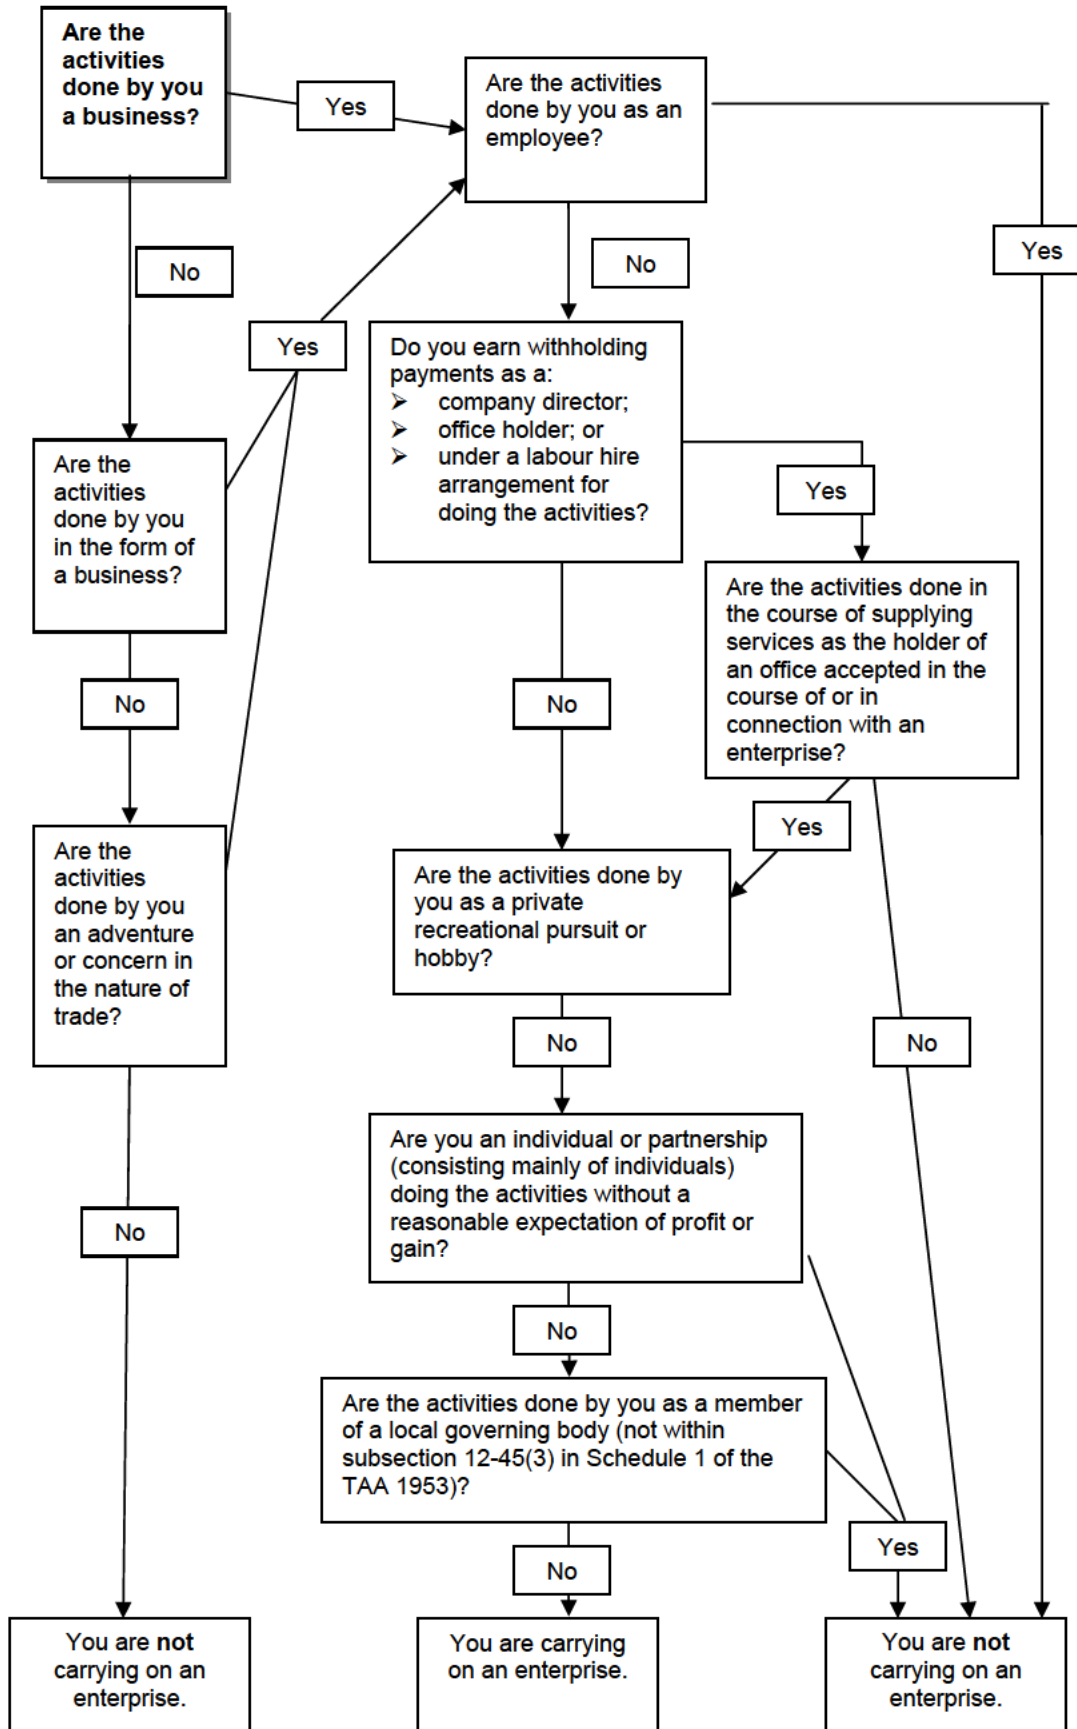 Are the
activities
done by you
a business?
Yes
Are the activities
done by you as an
employee?
Yes
No
No
Yes
Do you earn withholding
payments as a:
➢ company director;
➢ office holder; or
➢ under a labour hire
arrangement for
doing the activities?
Are the
activities
done by you
in the form of
a business?
Yes
Are the activities done in
the course of supplying
services as the holder of
an office accepted in the
course of or in
connection with an
enterprise?
No
No
Yes
Are the
activities
done by you
an adventure
or concern in
the nature of
trade?
Are the activities done by
you as a private
recreational pursuit or
hobby?
No
No
Are you an individual or partnership
(consisting mainly of individuals)
doing the activities without a
reasonable expectation of profit or
gain?
No
No
Are the activities done by you as a member
of a local governing body (not within
subsection 12-45(3) in Schedule 1 of the
TAA 1953)?
Yes
No
You are not
carrying on an
enterprise.
You are carrying
on an enterprise.
You are not
carrying on an
enterprise.